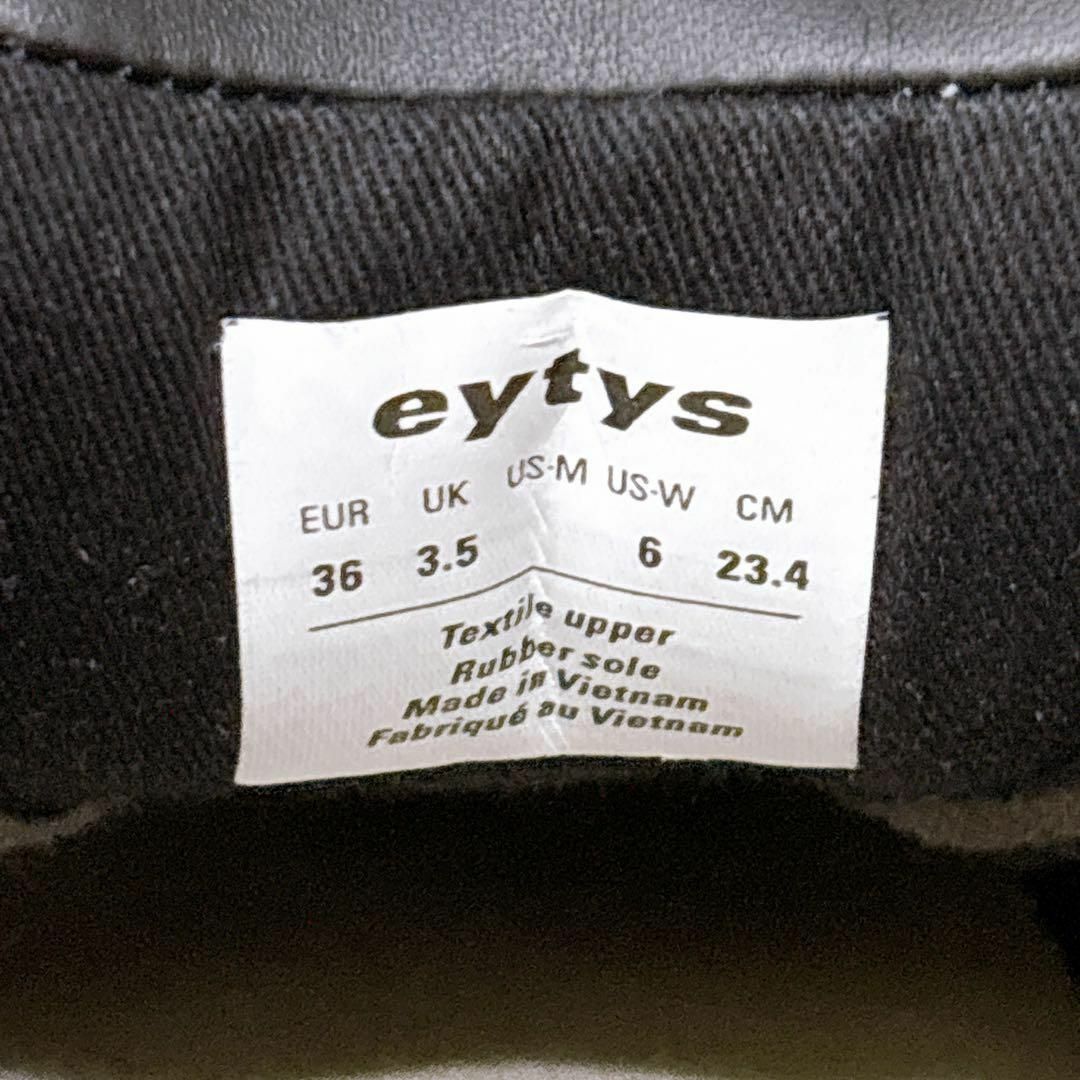 eytys
EUR UK US-M US-W CM
36 3.5 6 23.4
Textile upper
Rubber sole
Made in Vietnam
Fabriqué au Vietnam